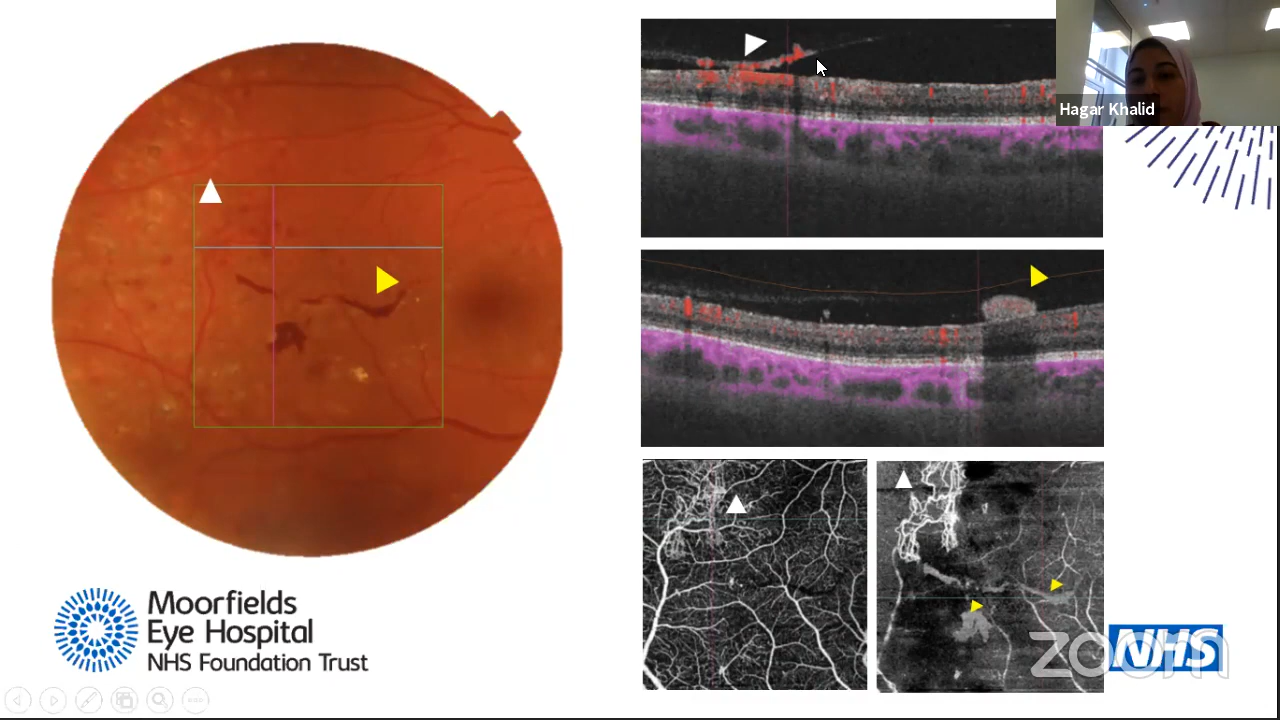 Hagar Khalid
Moorfields
Eye Hospital
NHS Foundation Trust
zoom
NHS